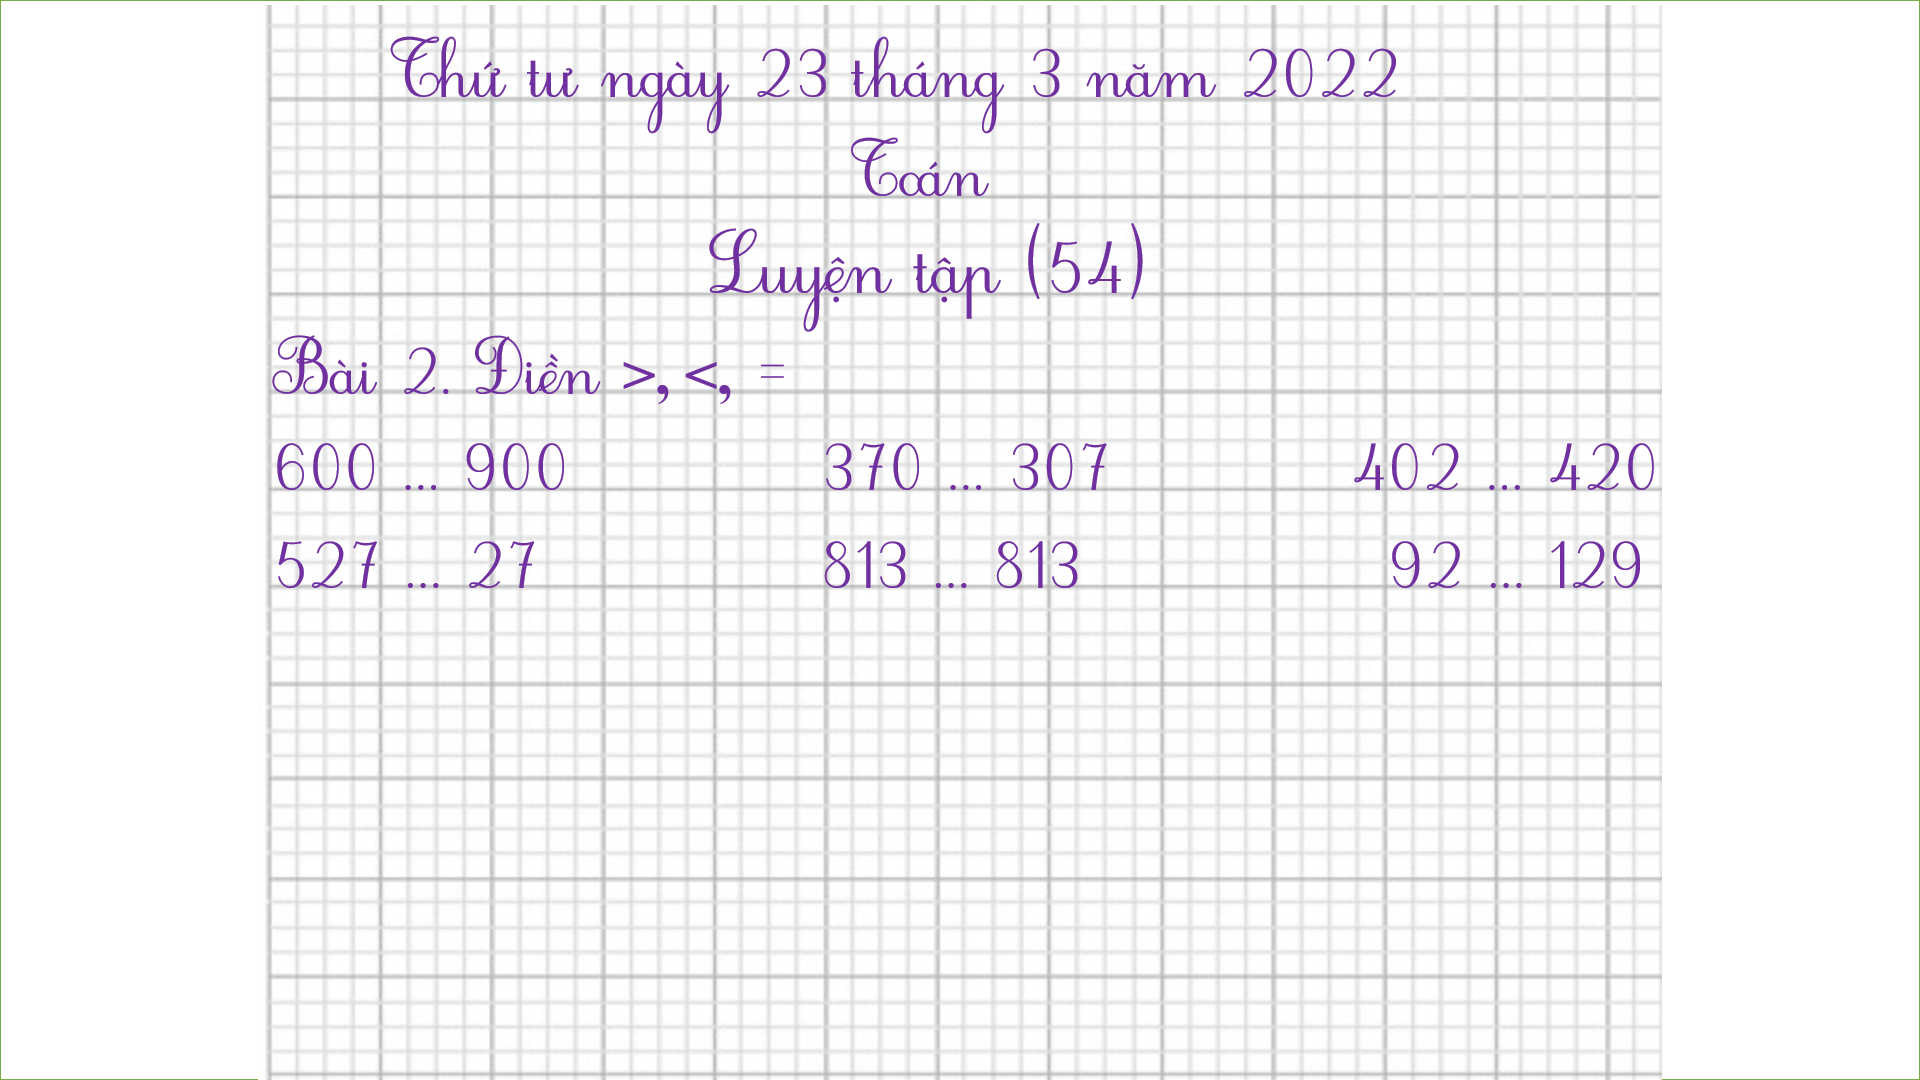 Thứ tư ngày 23 tháng 3 năm 2022
Toán
Luyện tập (54)
Bài 2. Điền >, <, =
600 ... 900 370 ... 307 402 ... 420
527 ... 27 813 ... 813 92 ... 129